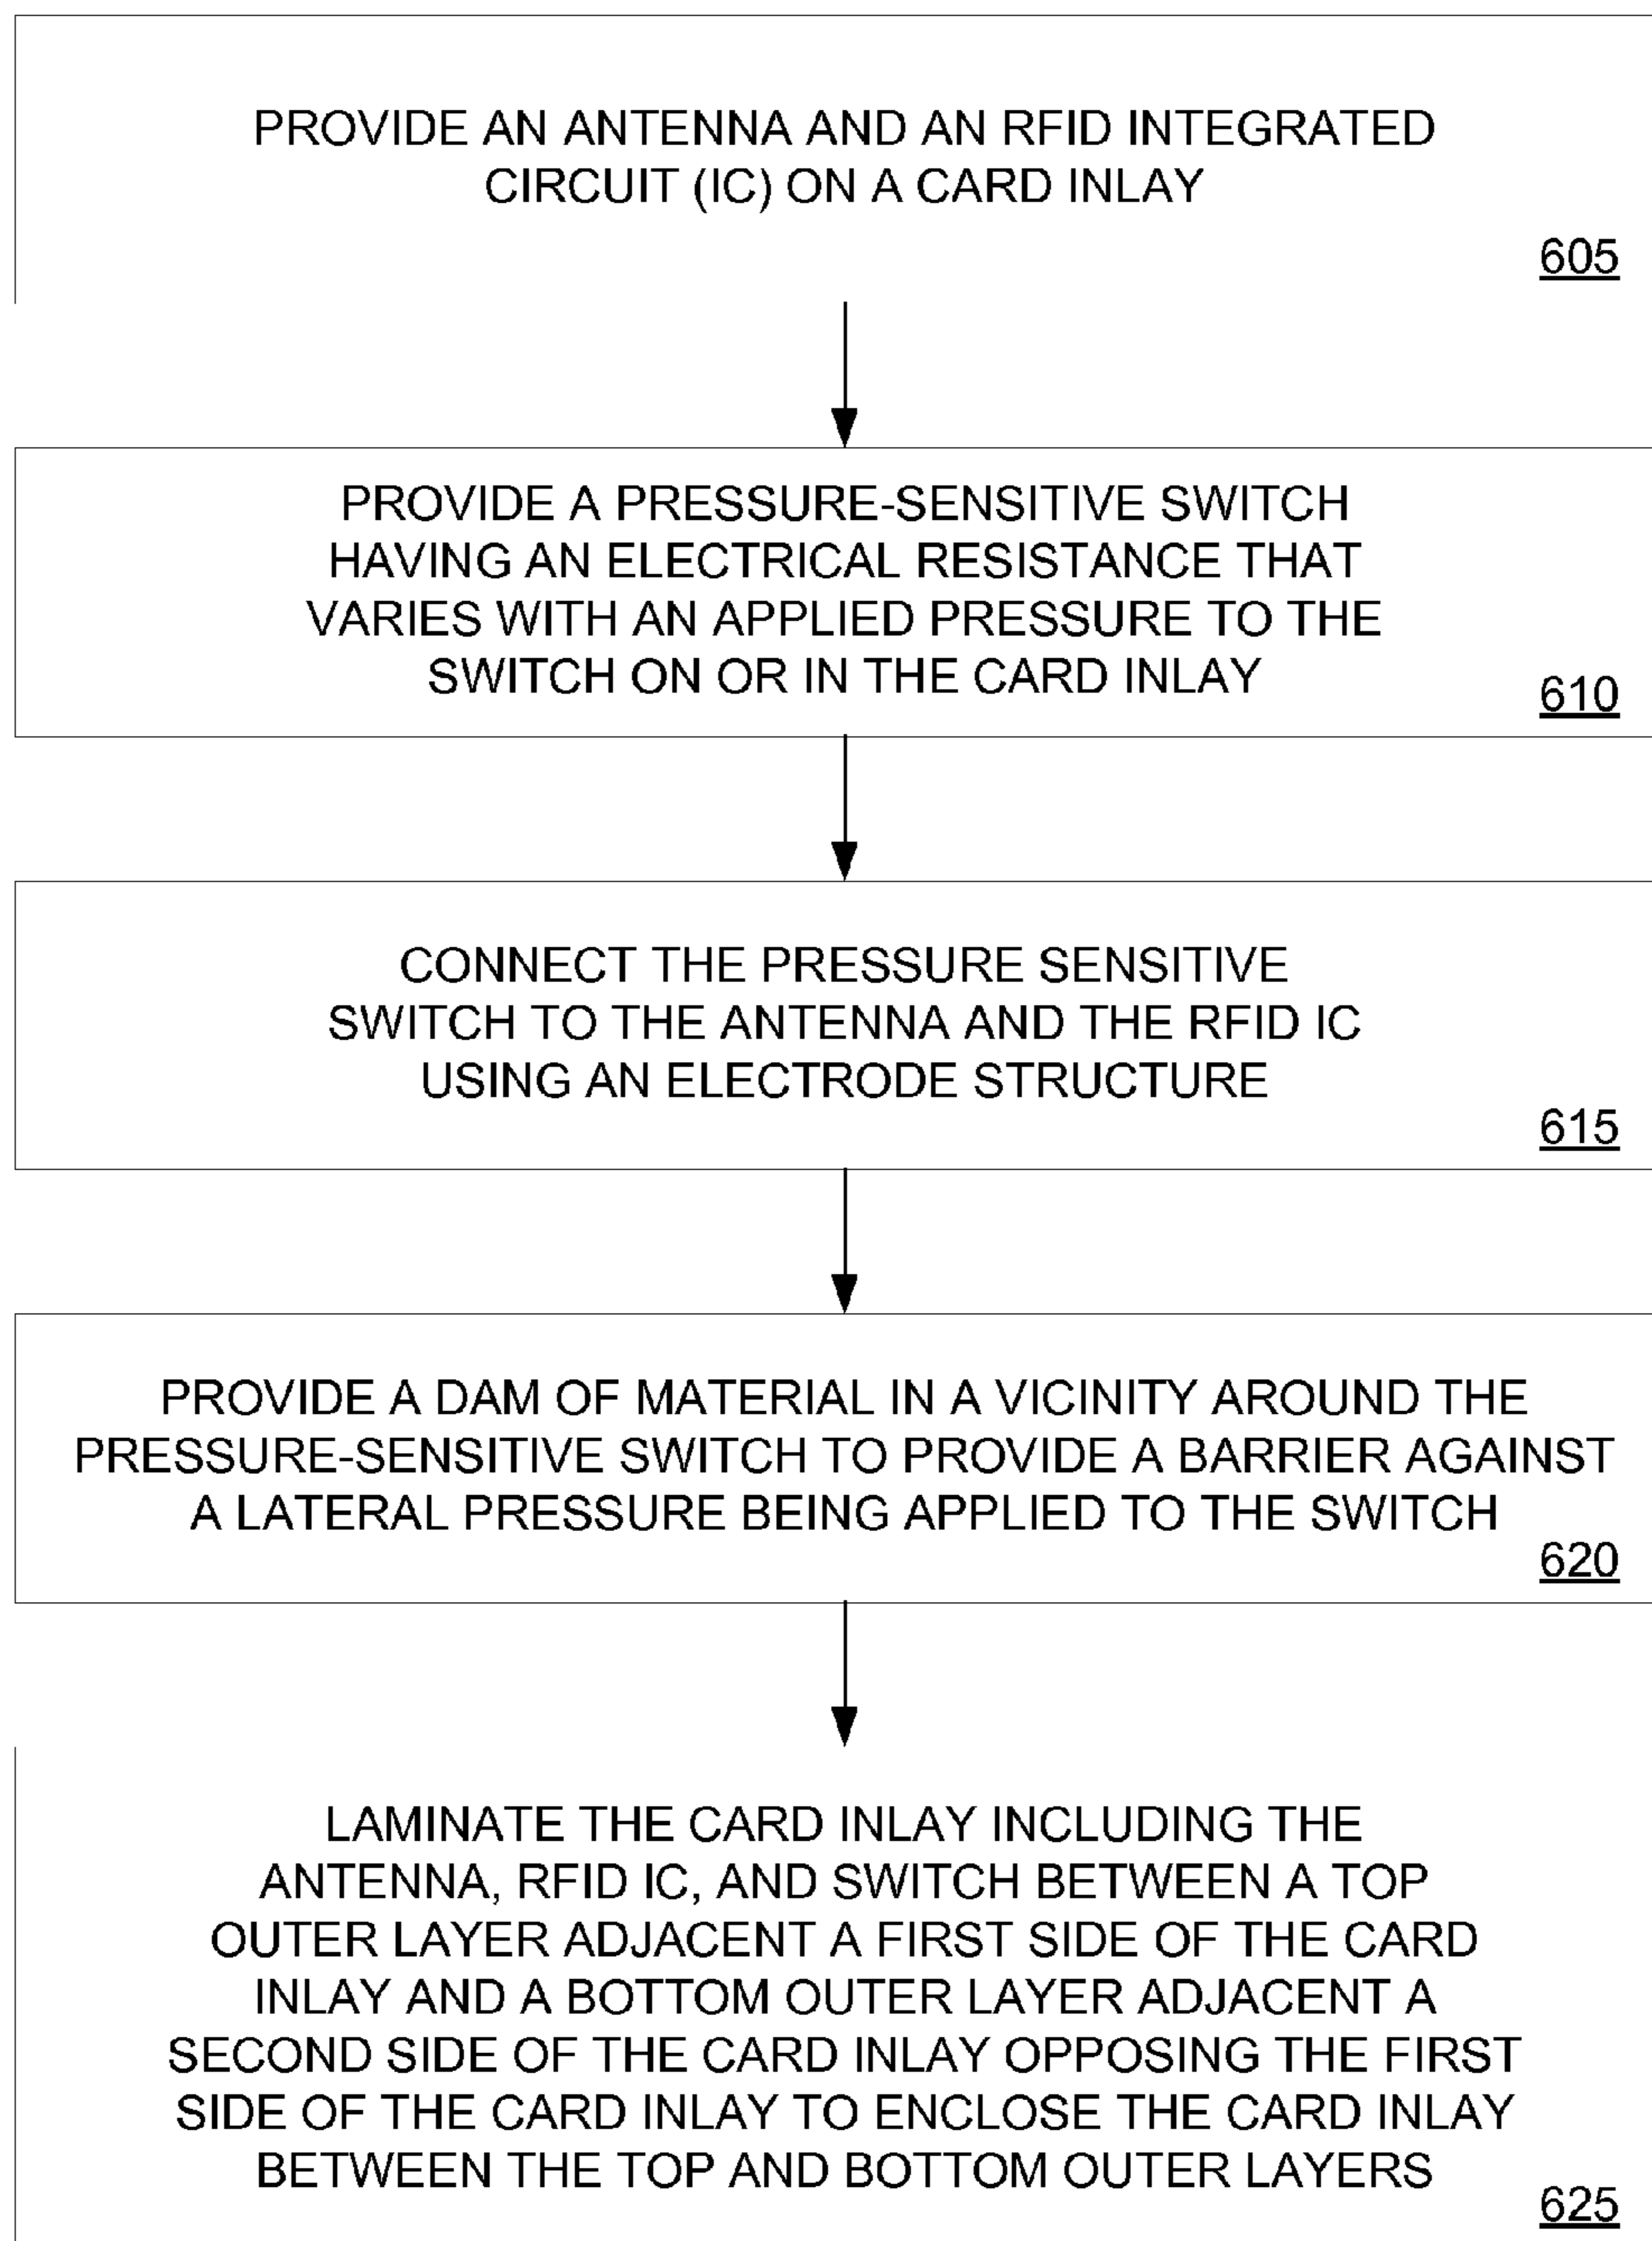 PROVIDE AN ANTENNA AND AN RFID INTEGRATED
CIRCUIT (IC) ON A CARD INLAY
605
PROVIDE A PRESSURE-SENSITIVE SWITCH
HAVING AN ELECTRICAL RESISTANCE THAT
VARIES WITH AN APPLIED PRESSURE TO THE
SWITCH ON OR IN THE CARD INLAY
610
CONNECT THE PRESSURE SENSITIVE
SWITCH TO THE ANTENNA AND THE RFID IC
USING AN ELECTRODE STRUCTURE
615
PROVIDE A DAM OF MATERIAL IN A VICINITY AROUND THE
PRESSURE-SENSITIVE SWITCH TO PROVIDE A BARRIER AGAINST
A LATERAL PRESSURE BEING APPLIED TO THE SWITCH
620
LAMINATE THE CARD INLAY INCLUDING THE
ANTENNA, RFID IC, AND SWITCH BETWEEN A TOP
OUTER LAYER ADJACENT A FIRST SIDE OF THE CARD
INLAY AND A BOTTOM OUTER LAYER ADJACENT A
SECOND SIDE OF THE CARD INLAY OPPOSING THE FIRST
SIDE OF THE CARD INLAY TO ENCLOSE THE CARD INLAY
BETWEEN THE TOP AND BOTTOM OUTER LAYERS
625